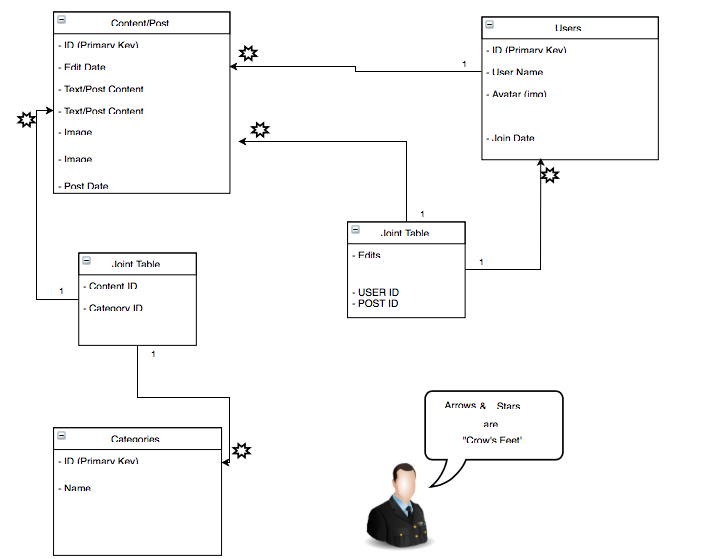 Content/Post
- ID (Primary Key)
- Edit Date
- Text/Post Content
- Text/Post Content
- Image
- Image
- Post Date
Users
- ID (Primary Key)
- User Name
- Avatar (img)
- Join Date
1
1
1
Joint Table
- Edits
- USER ID
- POST ID
Joint Table
- Content ID
- Category ID
1
1
Categories
- ID (Primary Key)
- Name
Arrows & Stars
are
"Crow's Feet'